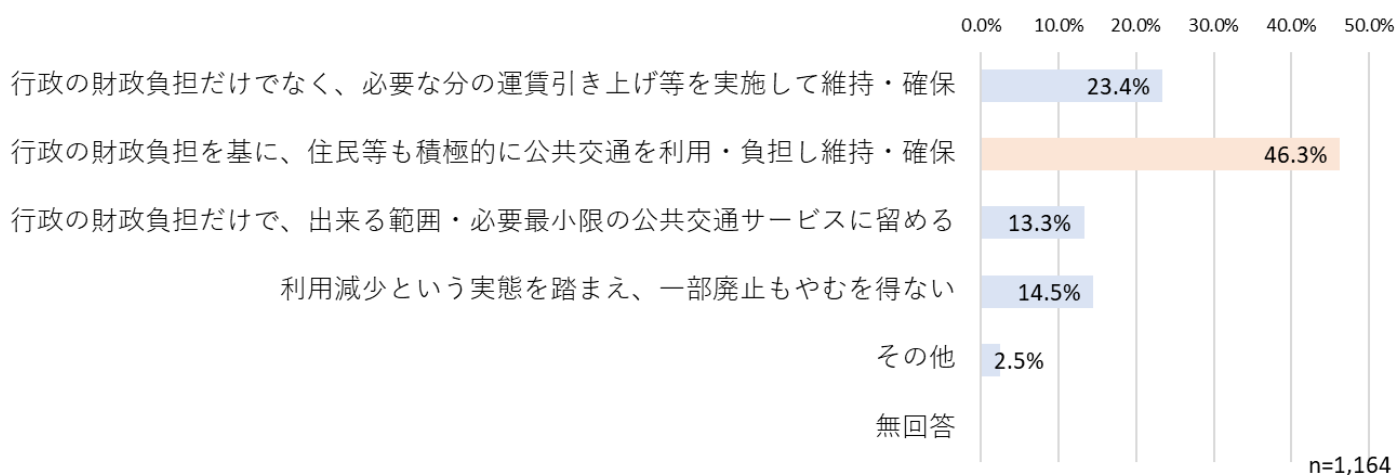 0.0% 10.0% 20.0% 30.0% 40.0% 50.0%
行政の財政負担だけでなく、必要な分の運賃引き上げ等を実施して維持・確保 23.4%
行政の財政負担を基に、住民等も積極的に公共交通を利用・負担し維持・確保 46.3%
行政の財政負担だけで、出来る範囲・必要最小限の公共交通サービスに留める 13.3%
利用減少という実態を踏まえ、一部廃止もやむを得ない 14.5%
その他 2.5%
無回答
n=1,164